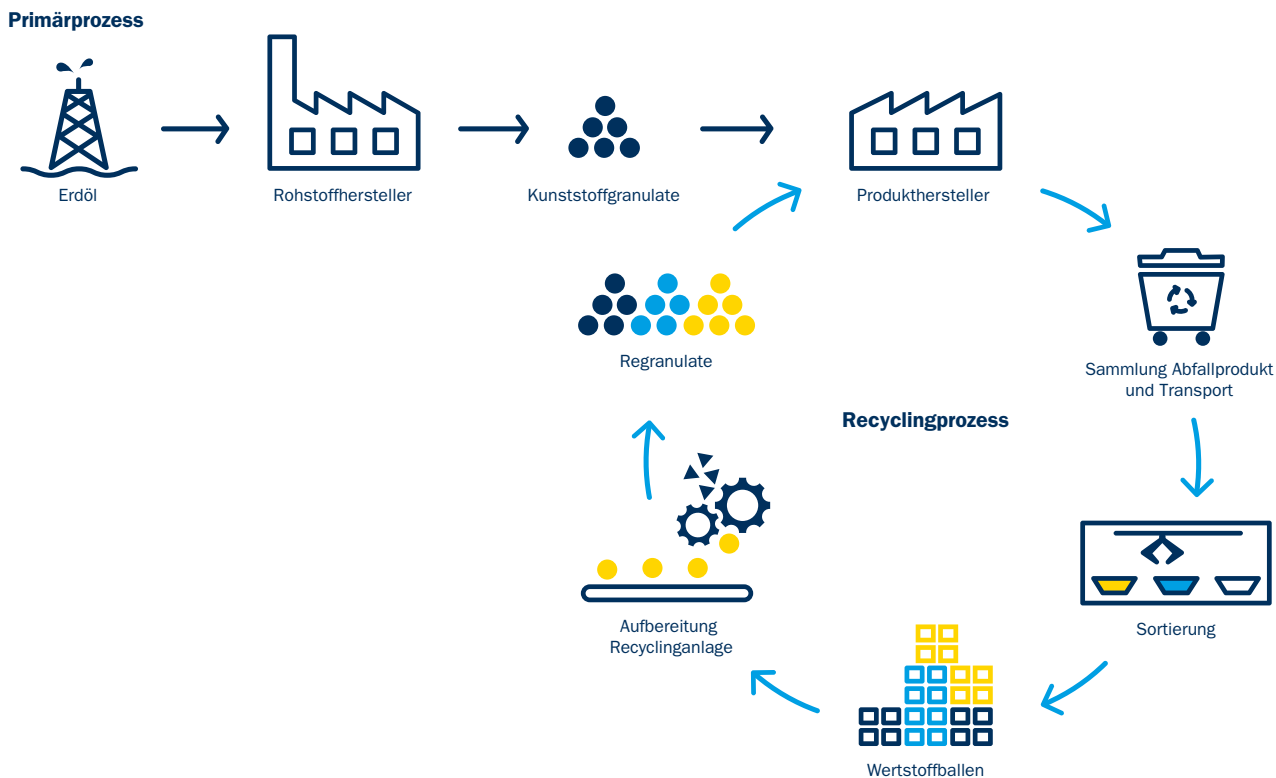 Primärprozess
Erdöl
Rohstoffhersteller
Kunststoffgranulate
Produkthersteller
Regranulate
Sammlung Abfallprodukt
und Transport
Recyclingprozess
Aufbereitung
Recyclinganlage
Sortierung
Wertstoffballen